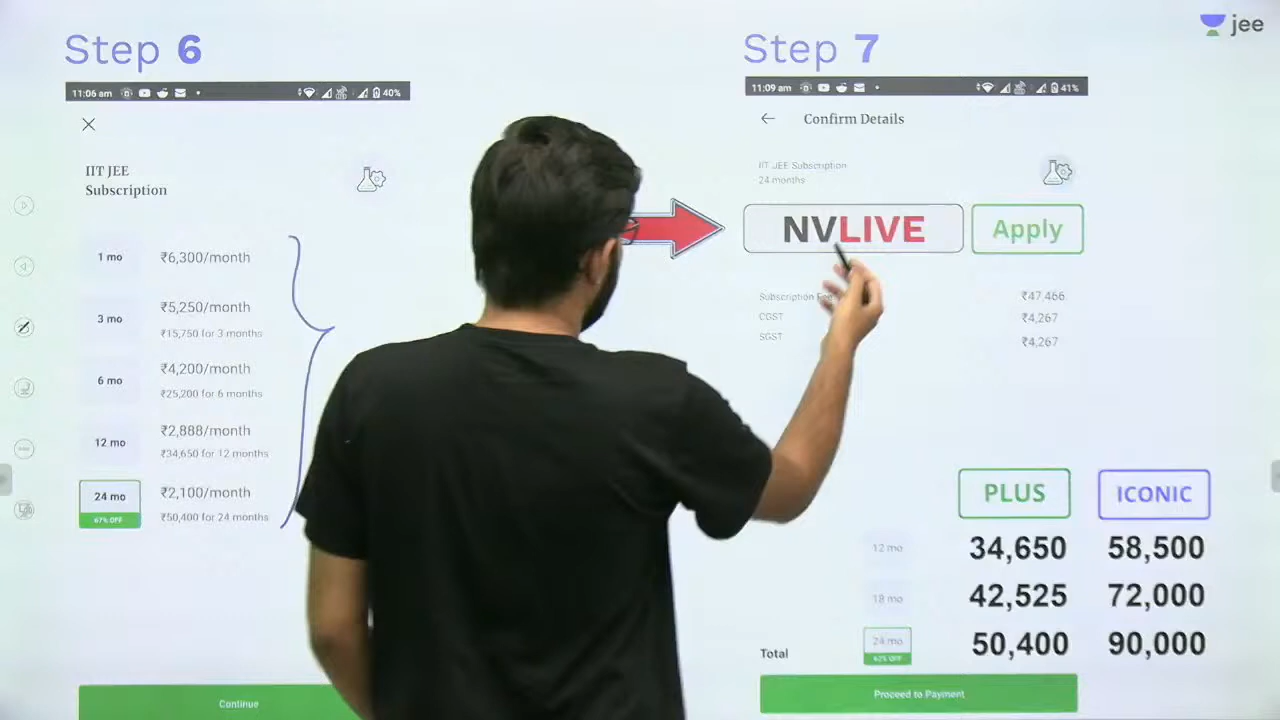 jee
Step 6
11:06 am
40%
IIT JEE
Subscription
1 mo
₹6,300/month
3 mo
₹5,250/month
₹15,750 for 3 months
6 mo
₹4,200/month
₹25,200 for 6 months
12 mo
₹2,888/month
₹34,650 for 12 months
24 mo
67% OFF
₹2,100/month
₹50,400 for 24 months
Continue
Step 7
11:09 am
41%
Confirm Details
IIT JEE Subscription
24 months
NVLIVE
Apply
Subscription
₹47,466
CGST
₹4,267
SGST
₹4,267
PLUS ICONIC
12 mo 34,650 58,500
18 mo 42,525 72,000
24 mo 50,400 90,000
Total
Proceed to Payment